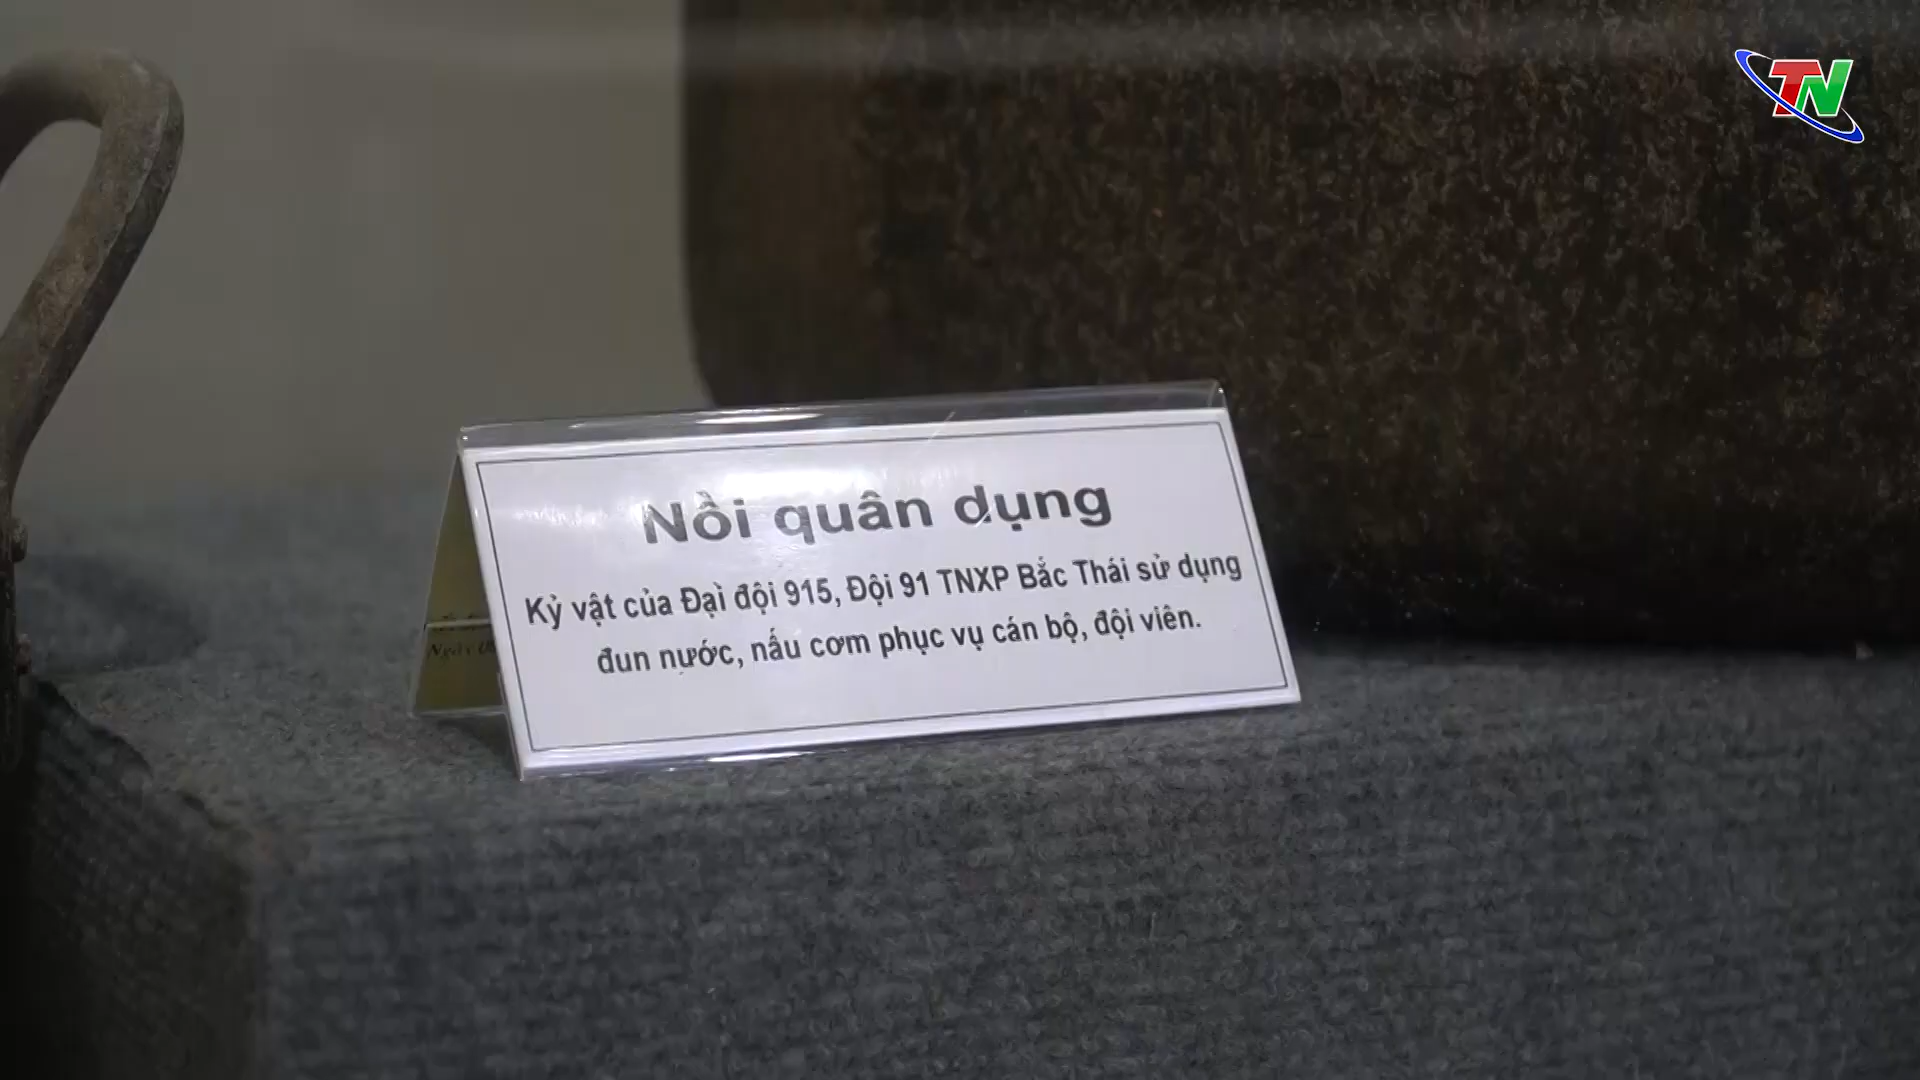 TN
Nồi quân dụng
Kỷ vật của Đại đội 915, Đội 91 TNXP Bắc Thái sử dụng
đun nước, nấu cơm phục vụ cán bộ, đội viên.